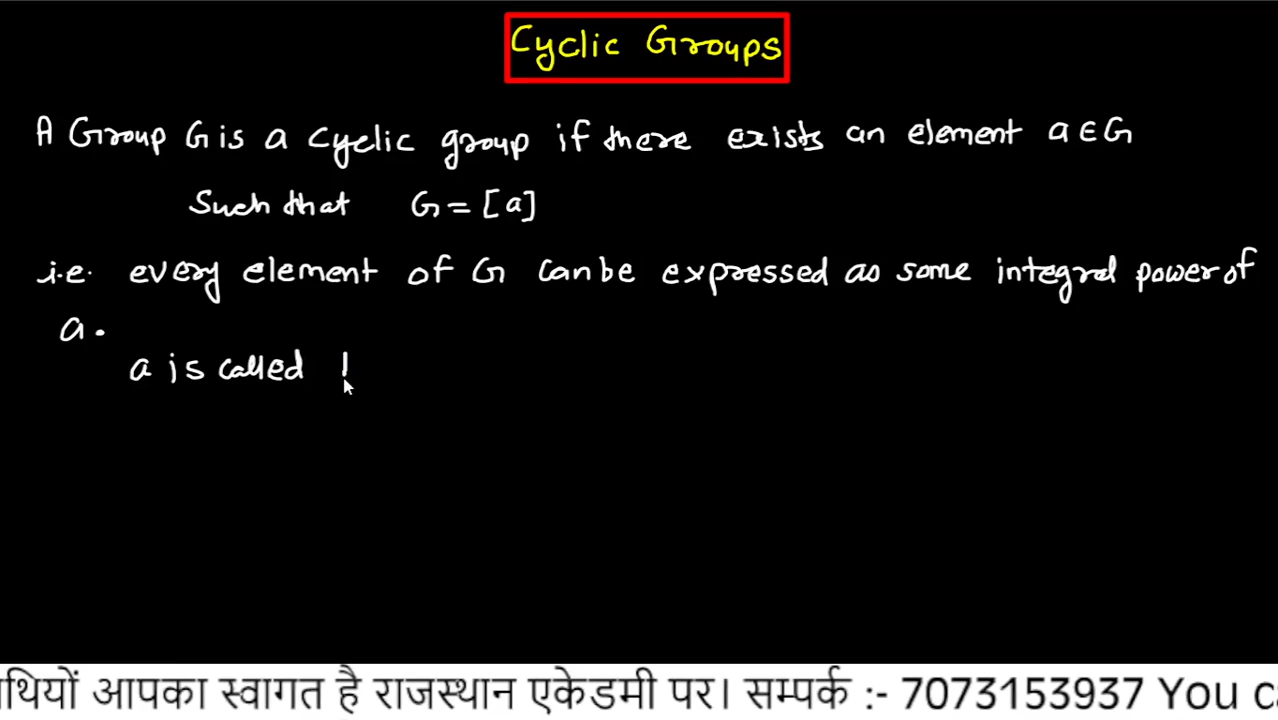 Cyclic Groups
A Group G is a cyclic group if there exists an element a∈G
Such that G = [a]
i.e. every element of G can be expressed as some integral power of
a.
a is called
ाथियों आपका स्वागत है राजस्थान एकेडमी पर। सम्पर्क :- 7073153937 You ca